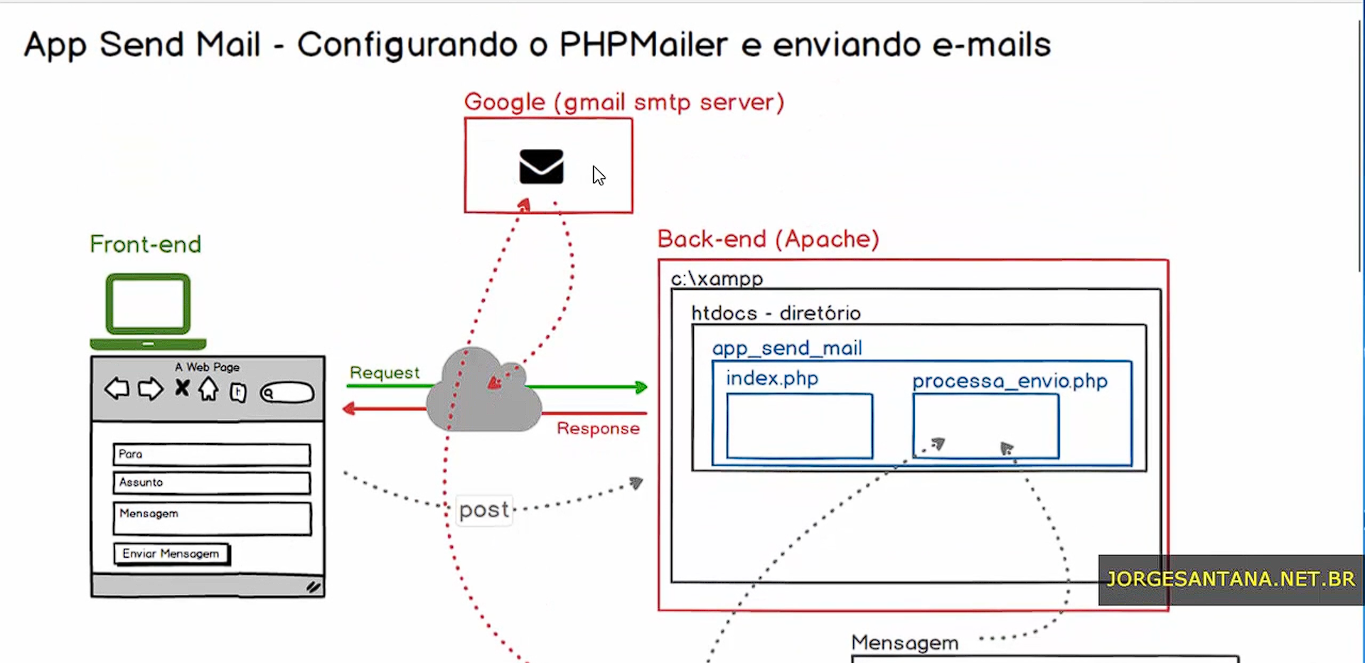 App Send Mail - Configurando o PHPMailer e enviando e-mails
Google (gmail smtp server)
Front-end
Back-end (Apache)
c:\xampp
htdocs - diretório
app_send_mail
index.php
processa_envio.php
A Web Page
Request
Response
Para
Assunto
Mensagem
Enviar Mensagem
post
JORGESANTANA.NET.BR
Mensagem